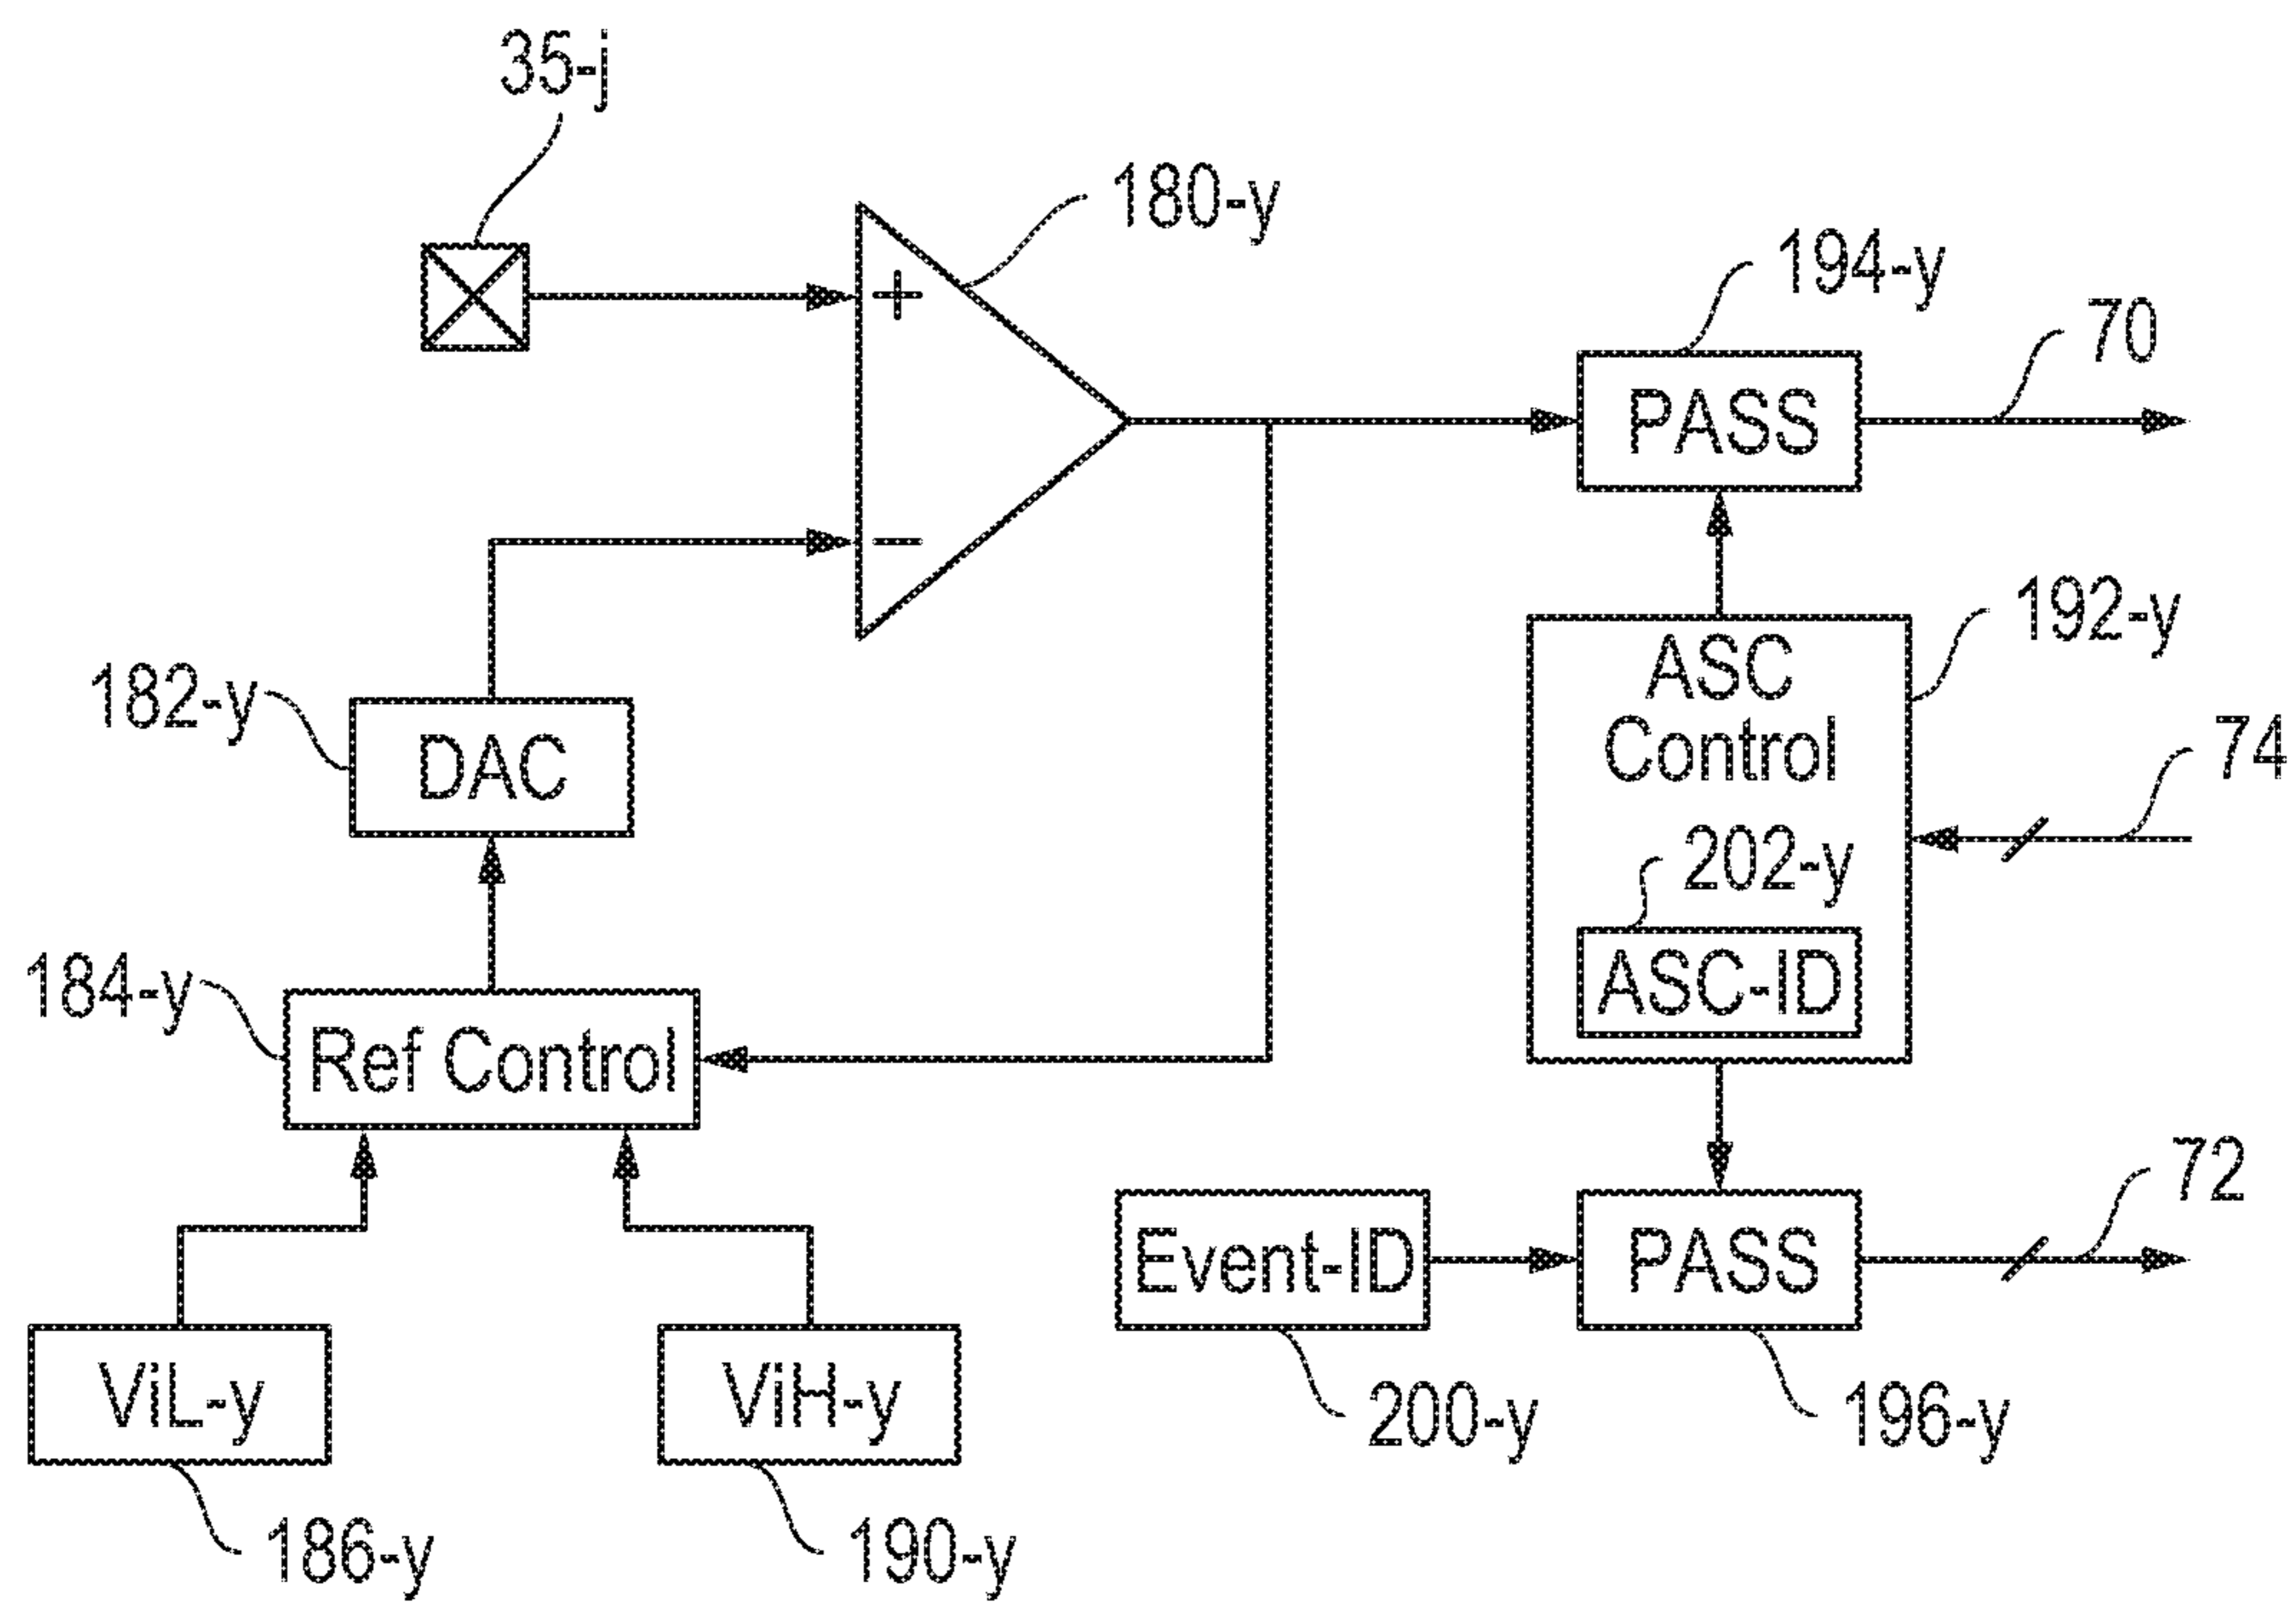 35-j
180-y
+
194-y
70
PASS
−
192-y
ASC
Control
182-y
DAC
74
202-y
ASC-ID
184-y
Ref Control
72
Event-ID
PASS
ViL-y
ViH-y
200-y
196-y
186-y
190-y